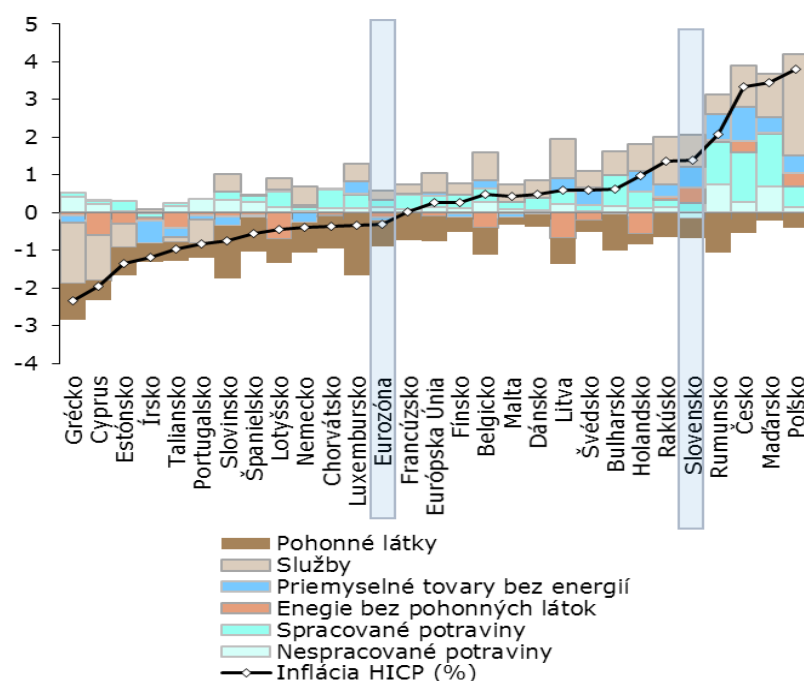 5
4
3
2
1
0
-1
-2
-3
-4
Grécko
Cyprus
Estónsko
Írsko
Taliansko
Portugalsko
Slovinsko
Španielsko
Lotyšsko
Nemecko
Chorvátsko
Luxembursko
Eurozóna
Francúzsko
Európska Únia
Fínsko
Belgicko
Malta
Dánsko
Litva
Švédsko
Bulharsko
Holandsko
Rakúsko
Slovensko
Rumunsko
Česko
Maďarsko
Poľsko
Pohonné látky
Služby
Priemyselné tovary bez energií
Enegie bez pohonných látok
Spracované potraviny
Nespracované potraviny
Inflácia HICP (%)